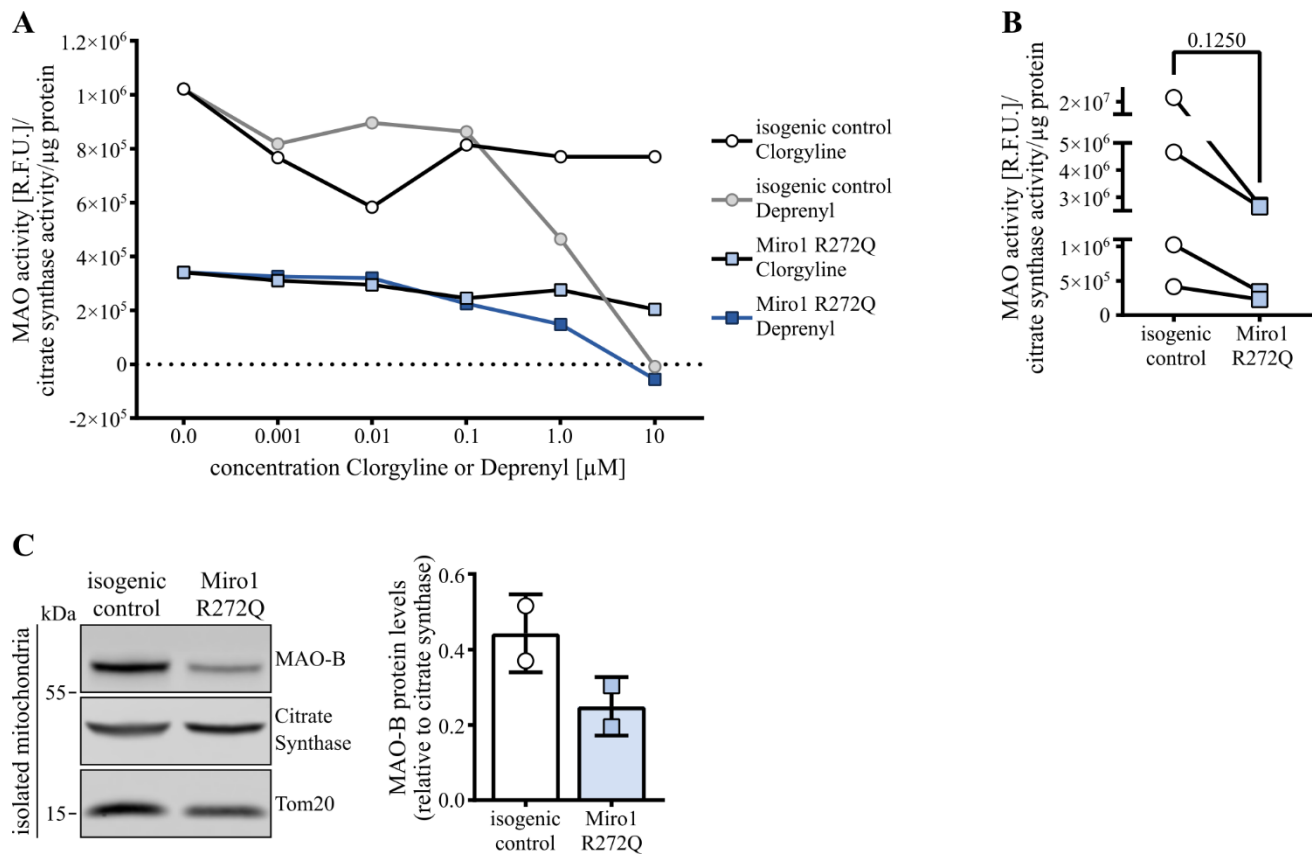 A
MAO activity [R.F.U.]/
citrate synthase activity/µg protein
1.2×10⁶
1×10⁶
8×10⁵
6×10⁵
4×10⁵
2×10⁵
0
-2×10⁵
0.0 0.001 0.01 0.1 1.0 10
concentration Clorgyline or Deprenyl [µM]
isogenic control
Clorgyline
isogenic control
Deprenyl
Miro1 R272Q
Clorgyline
Miro1 R272Q
Deprenyl
B
0.1250
MAO activity [R.F.U.]/
citrate synthase activity/µg protein
2×10⁷
5×10⁶
3×10⁶
1×10⁶
5×10⁵
0
isogenic Miro1
control R272Q
C
isolated mitochondria
kDa
isogenic Miro1
control R272Q
MAO-B
55-
Citrate
Synthase
15-
Tom20
MAO-B protein levels
(relative to citrate synthase)
0.6
0.4
0.2
0.0
isogenic Miro1
control R272Q